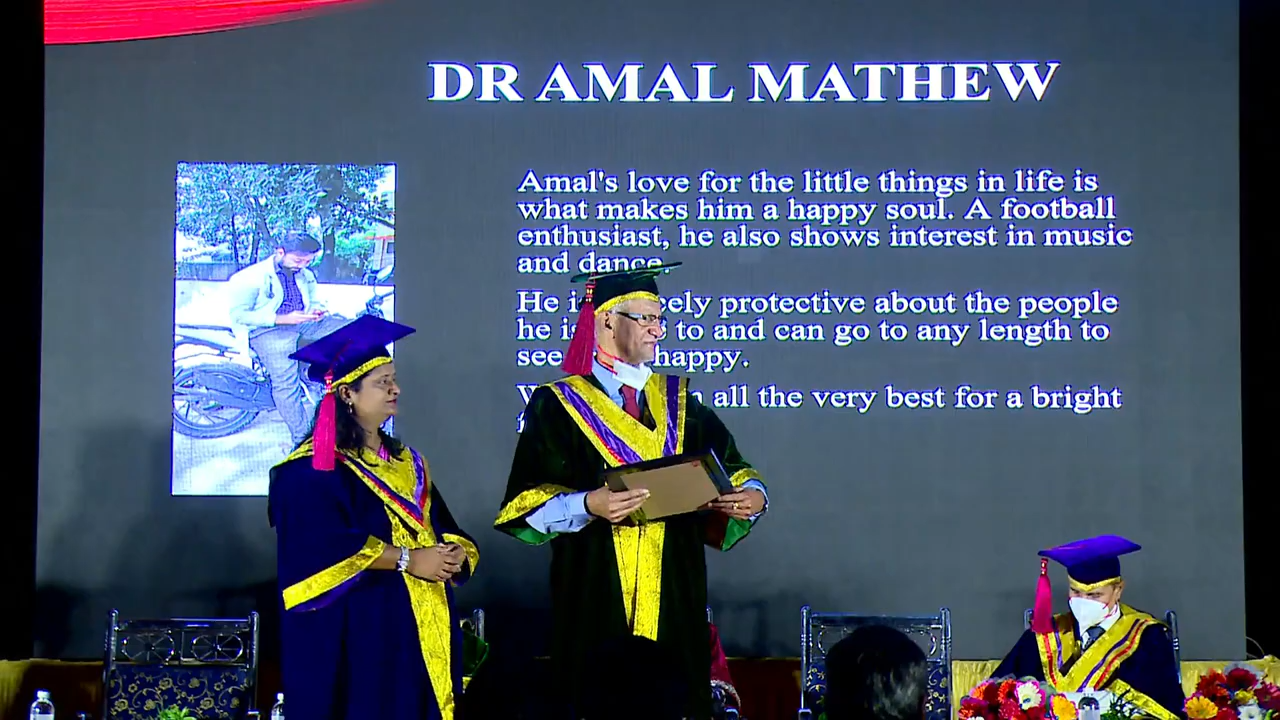 DR AMAL MATHEW
Amal's love for the little things in life is
what makes him a happy soul. A football
enthusiast, he also shows interest in music
and dance.
He is protective about the people
he is to and can go to any length to
see happy.
all the very best for a bright